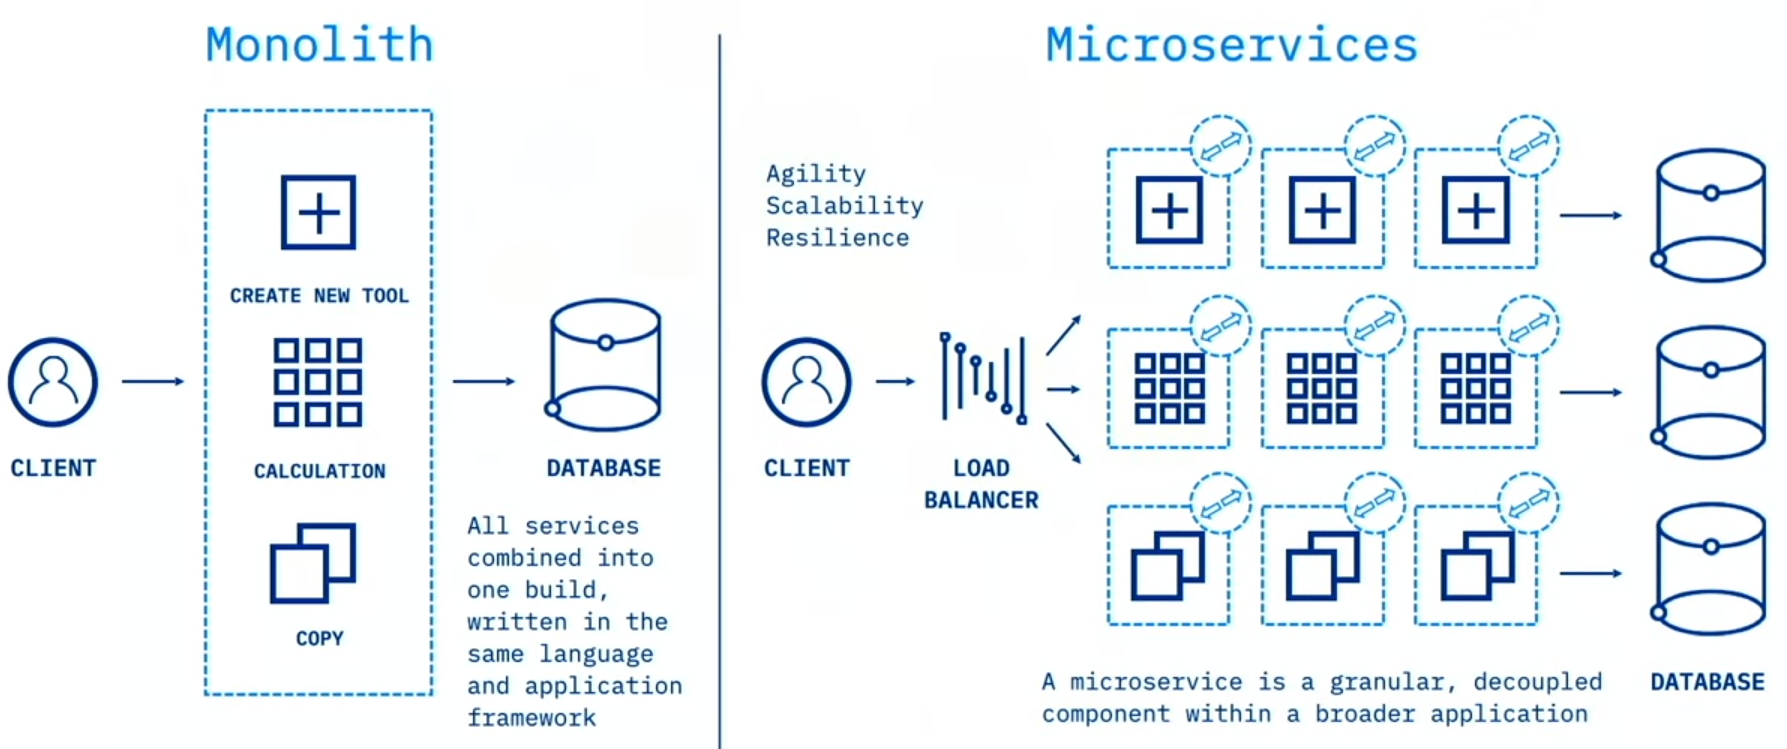 Monolith
CREATE NEW TOOL
CALCULATION
COPY
CLIENT
DATABASE
All services
combined into
one build,
written in the
same language
and application
framework
Microservices
Agility
Scalability
Resilience
CLIENT
LOAD
BALANCER
A microservice is a granular, decoupled
component within a broader application
DATABASE